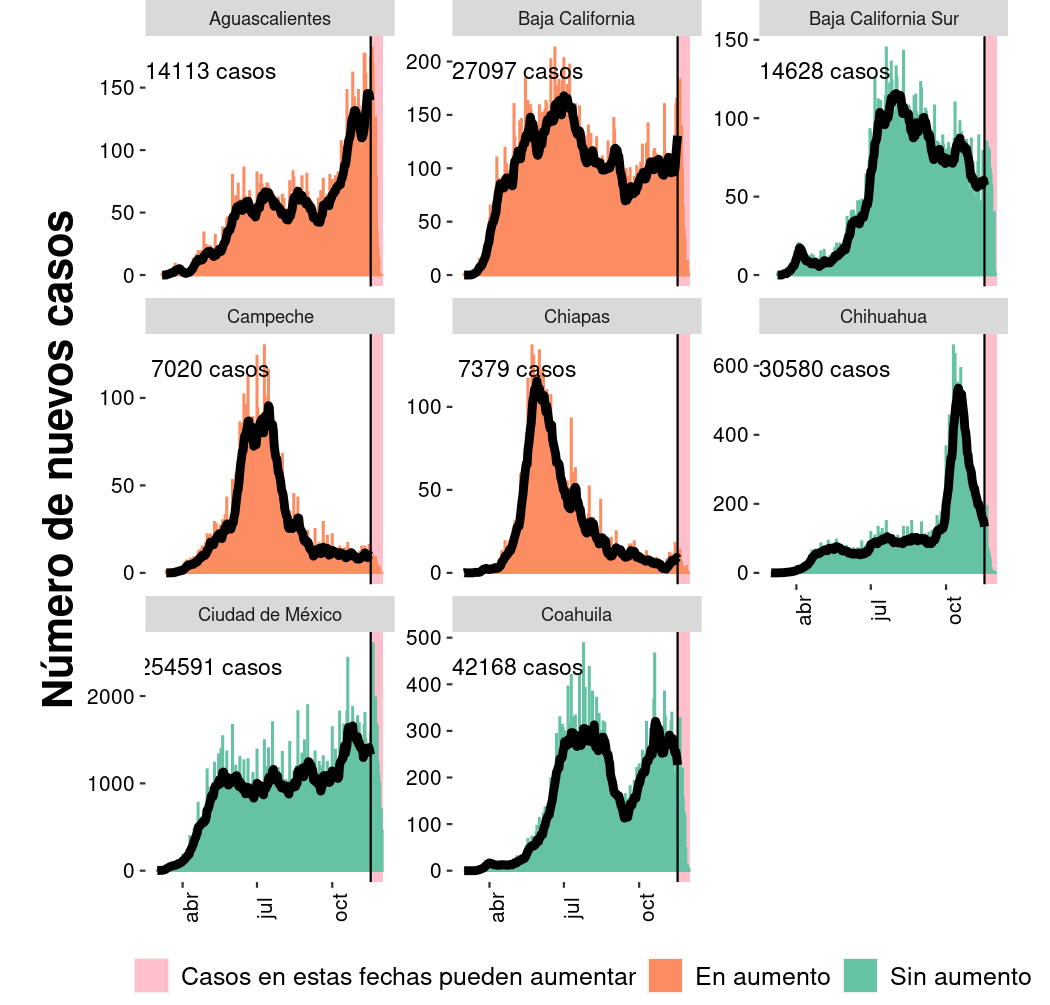 Número de nuevos casos
Aguascalientes
Baja California
Baja California Sur
14113 casos
27097 casos
14628 casos
150
100
50
0
200
150
100
50
0
150
100
50
0
Campeche
Chiapas
Chihuahua
7020 casos
7379 casos
30580 casos
100
50
0
100
50
0
600
400
200
0
abr
jul
oct
Ciudad de México
Coahuila
254591 casos
42168 casos
2000
1000
0
500
400
300
200
100
0
abr
jul
oct
abr
jul
oct
Casos en estas fechas pueden aumentar
En aumento
Sin aumento